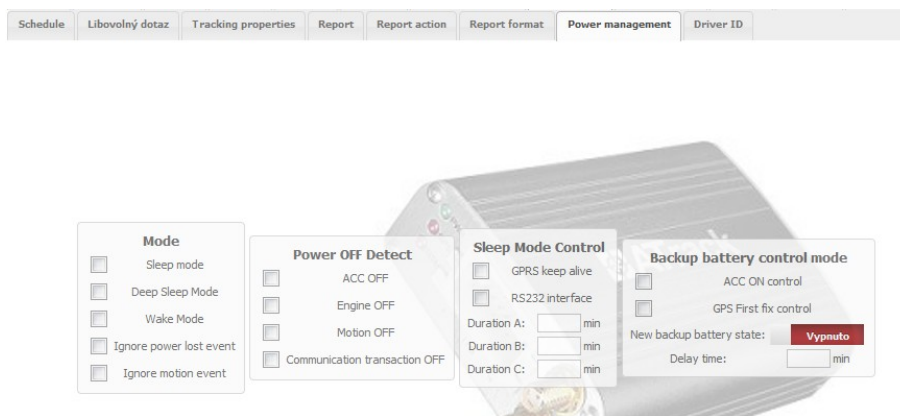 Schedule
Libovolný dotaz
Tracking properties
Report
Report action
Report format
Power management
Driver ID
Mode
Sleep mode
Deep Sleep Mode
Wake Mode
Ignore power lost event
Ignore motion event
Power OFF Detect
ACC OFF
Engine OFF
Motion OFF
Communication transaction OFF
Sleep Mode Control
GPRS keep alive
RS232 interface
Duration A: min
Duration B: min
Duration C: min
Backup battery control mode
ACC ON control
GPS First fix control
New backup battery state: Vypnuto
Delay time: min